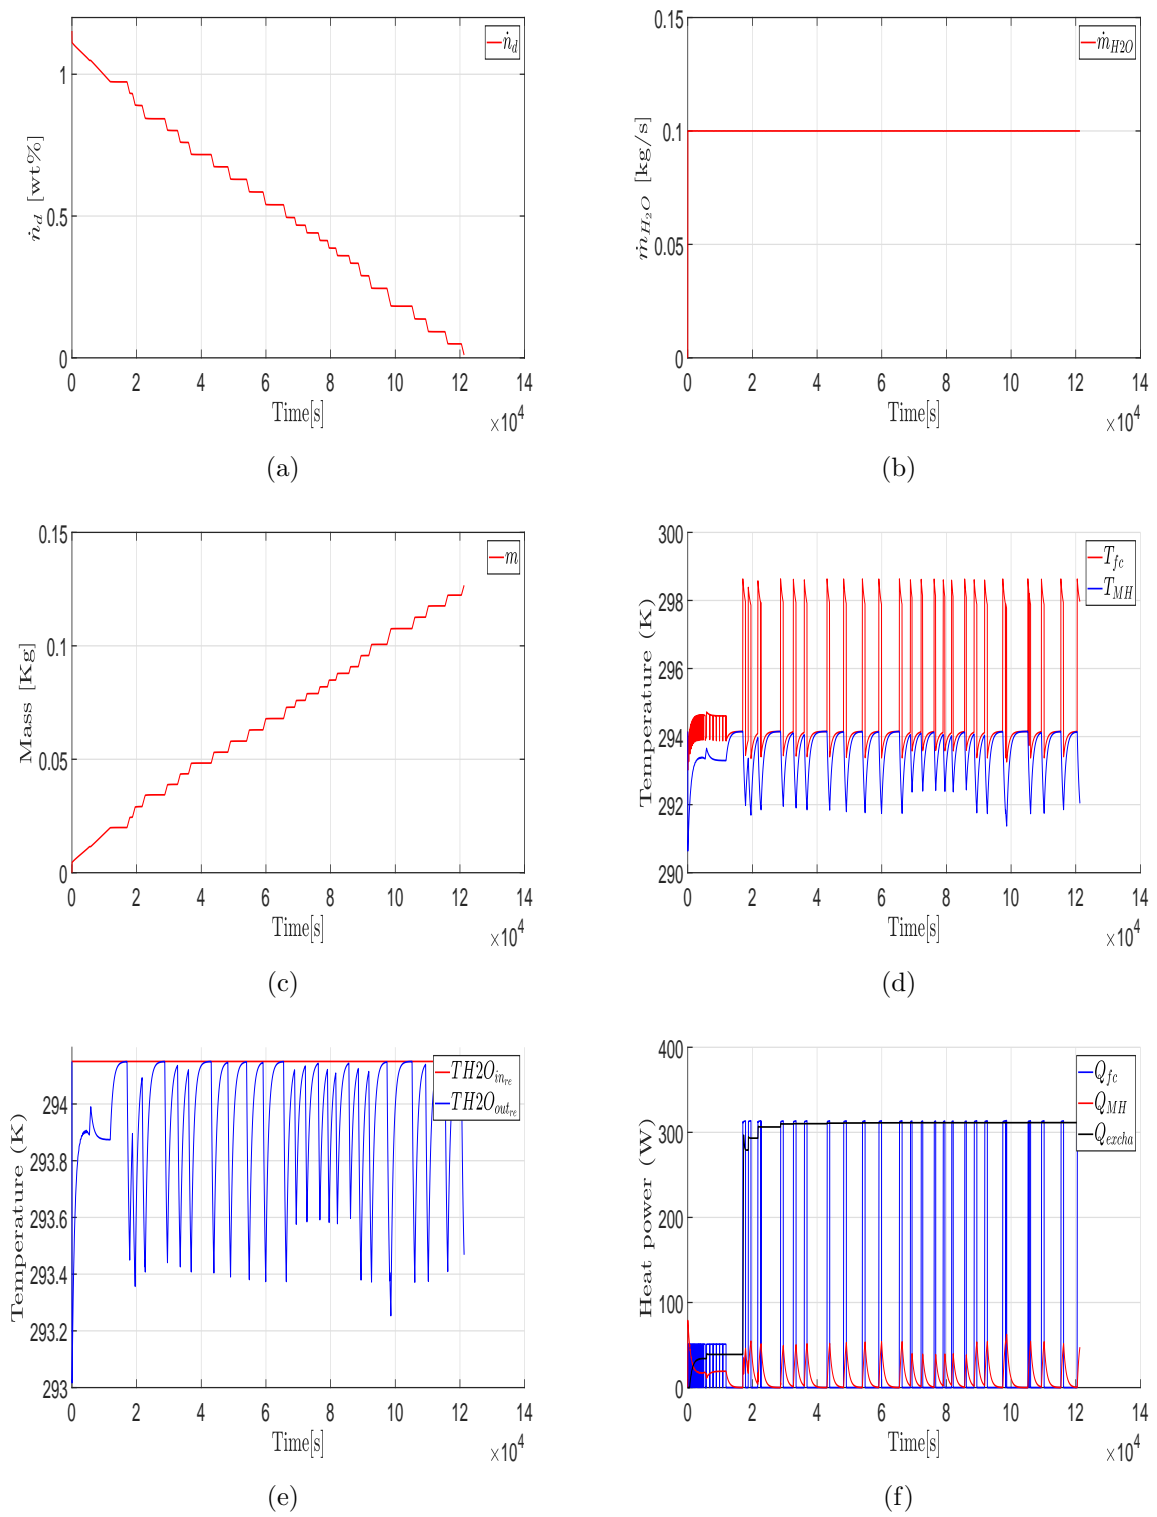 ṅ_d
ṅ_d [wt%]
1
0.5
0
0 2 4 6 8 10 12 14
Time[s]
×10^4
(a)
ṁ_H2O
ṁ_H₂O [kg/s]
0.15
0.1
0.05
0
0 2 4 6 8 10 12 14
Time[s]
×10^4
(b)
m
Mass [Kg]
0.15
0.1
0.05
0
0 2 4 6 8 10 12 14
Time[s]
×10^4
(c)
T_fc
T_MH
Temperature (K)
300
298
296
294
292
290
0 2 4 6 8 10 12 14
Time[s]
×10^4
(d)
TH2O_in_re
TH2O_out_re
Temperature (K)
294
293.8
293.6
293.4
293.2
293
0 2 4 6 8 10 12 14
Time[s]
×10^4
(e)
Q_fc
Q_MH
Q_excha
Heat power (W)
400
300
200
100
0
0 2 4 6 8 10 12 14
Time[s]
×10^4
(f)